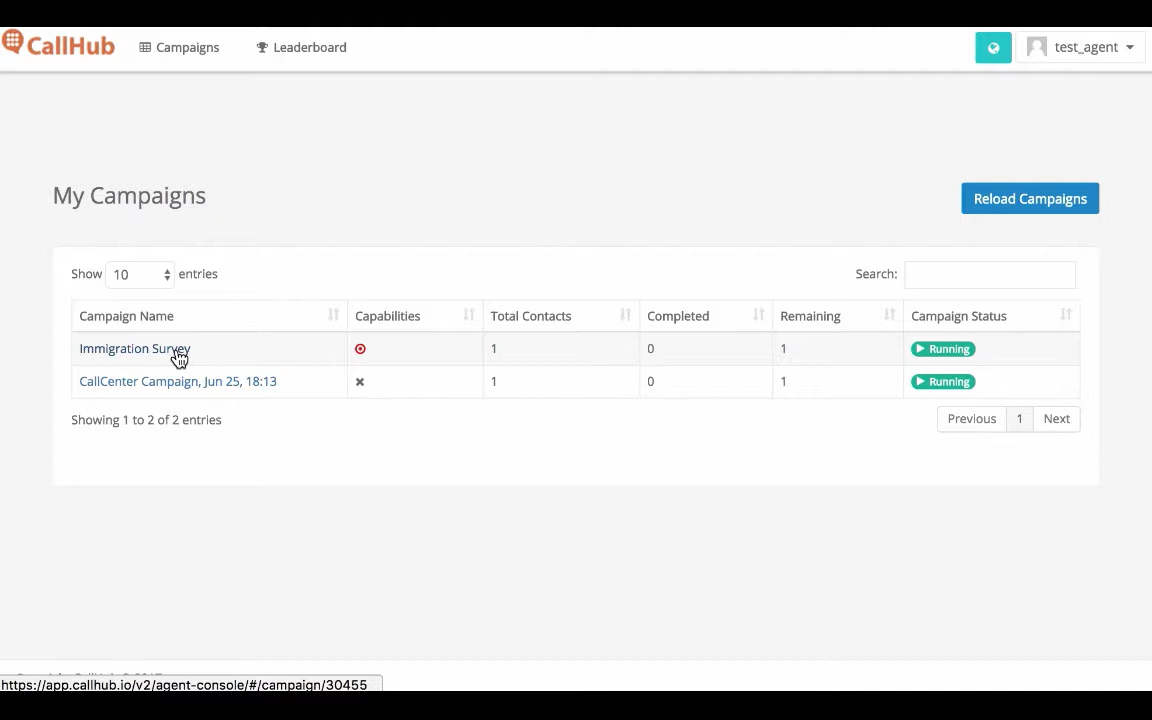 CallHub Campaigns Leaderboard test_agent
My Campaigns
Reload Campaigns
Show 10 entries
Search:
Campaign Name Capabilities Total Contacts Completed Remaining Campaign Status
Immigration Survey 1 0 1 Running
CallCenter Campaign, Jun 25, 18:13 1 0 1 Running
Showing 1 to 2 of 2 entries
Previous 1 Next
https://app.callhub.io/v2/agent-console/#/campaign/30455